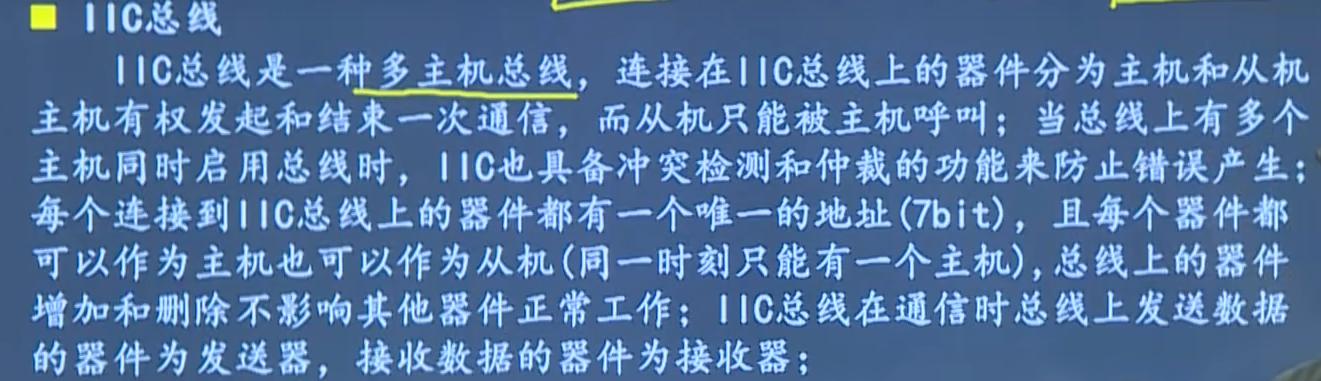 IIC总线
IIC总线是一种多主机总线，连接在IIC总线上的器件分为主机和从机
主机有权发起和结束一次通信，而从机只能被主机呼叫；当总线上有多个
主机同时启用总线时，IIC也具备冲突检测和仲裁的功能来防止错误产生；
每个连接到IIC总线上的器件都有一个唯一的地址(7bit)，且每个器件都
可以作为主机也可以作为从机(同一时刻只能有一个主机),总线上的器件
增加和删除不影响其他器件正常工作；IIC总线在通信时总线上发送数据
的器件为发送器，接收数据的器件为接收器；